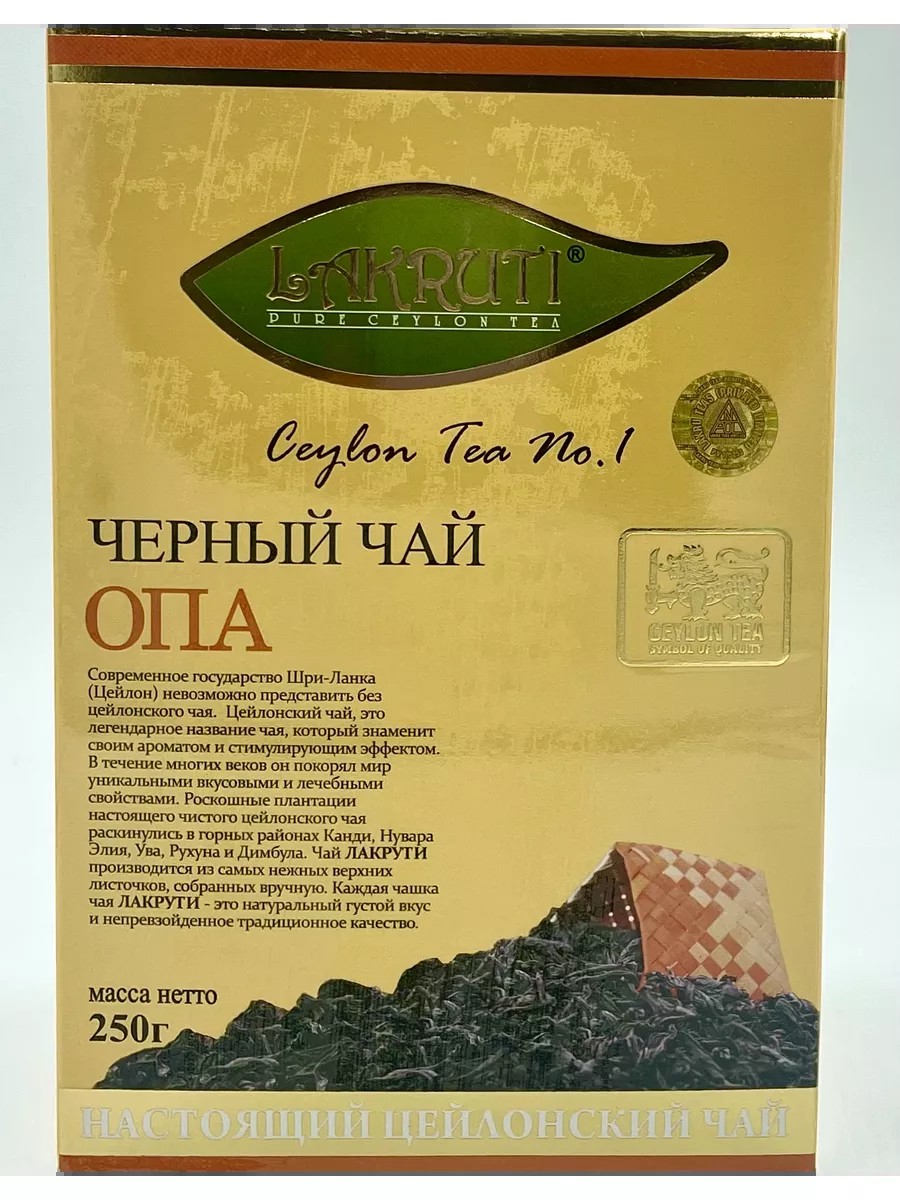 LAKRUTI®
PURE CEYLON TEA
Ceylon Tea No.1
LAKRU TEAS (PRIVATE) LIMITED
ЧЕРНЫЙ ЧАЙ
ОПА
CEYLON TEA
SYMBOL OF QUALITY
Современное государство Шри-Ланка
(Цейлон) невозможно представить без
цейлонского чая. Цейлонский чай, это
легендарное название чая, который знаменит
своим ароматом и стимулирующим эффектом.
В течение многих веков он покорял мир
уникальными вкусовыми и лечебными
свойствами. Роскошные плантации
настоящего чистого цейлонского чая
раскинулись в горных районах Канди, Нувара
Элия, Ува, Рухуна и Димбула. Чай ЛАКРУТИ
производится из самых нежных верхних
листочков, собранных вручную. Каждая чашка
чая ЛАКРУТИ - это натуральный густой вкус
и непревзойденное традиционное качество.
масса нетто
250г
НАСТОЯЩИЙ ЦЕЙЛОНСКИЙ ЧАЙ